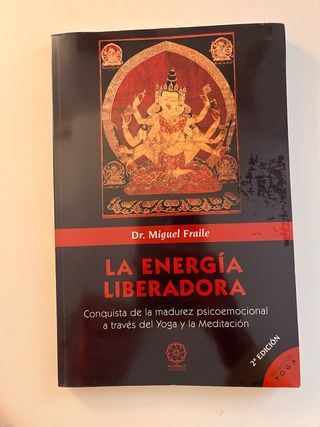 Dr. Miguel Fraile
LA ENERGÍA
LIBERADORA
Conquista de la madurez psicoemocional
a través del Yoga y la Meditación
2ª EDICIÓN
YOGA